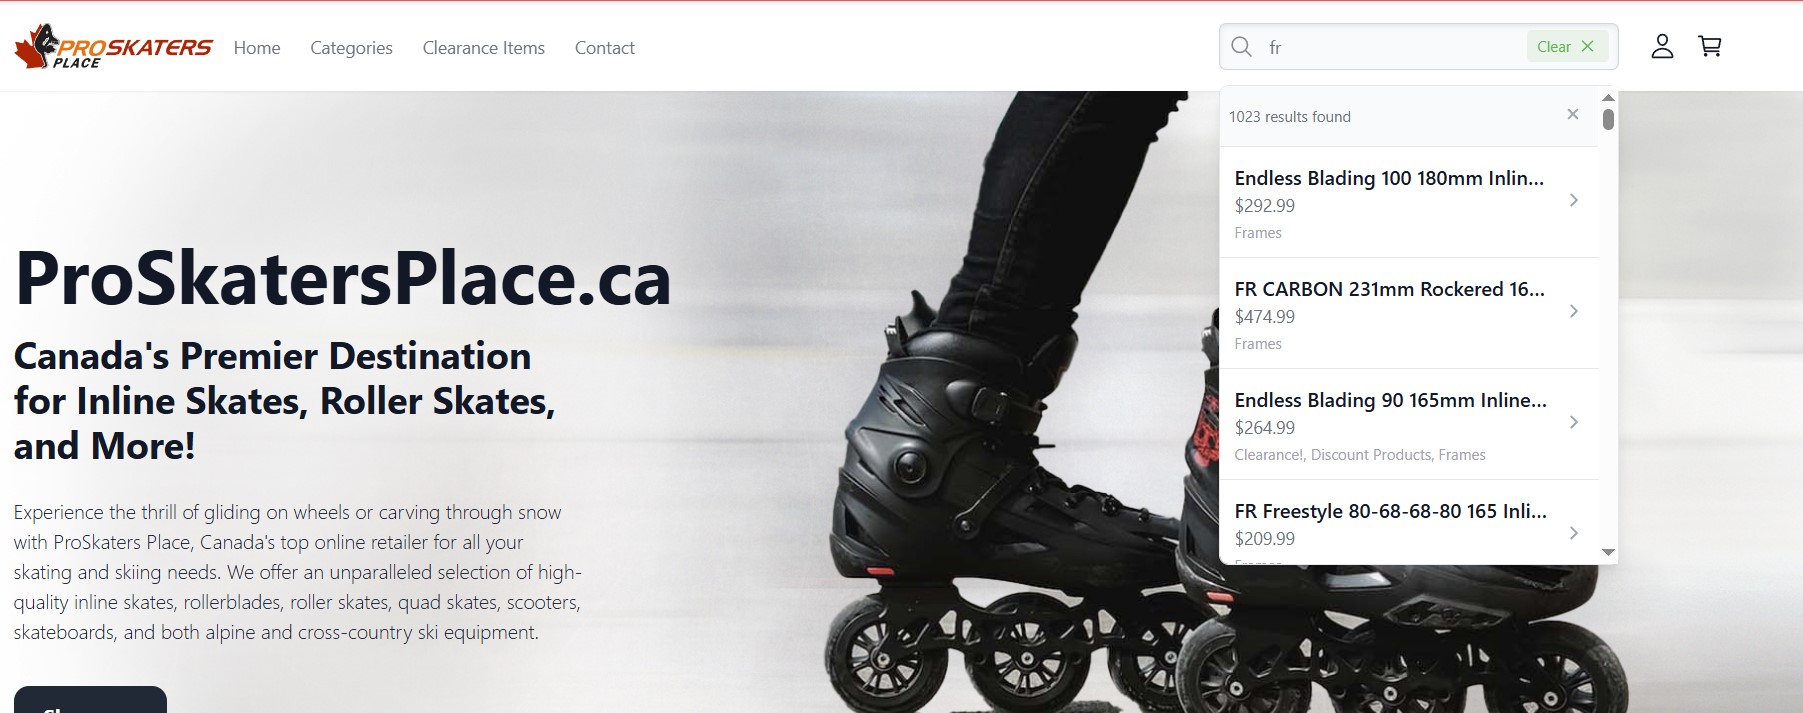 PROSKATERS
PLACE
Home
Categories
Clearance Items
Contact
fr
Clear
1023 results found
Endless Blading 100 180mm Inlin...
$292.99
Frames
FR CARBON 231mm Rockered 16...
$474.99
Frames
Endless Blading 90 165mm Inline...
$264.99
Clearance!, Discount Products, Frames
FR Freestyle 80-68-68-80 165 Inli...
$209.99
ProSkatersPlace.ca
Canada's Premier Destination
for Inline Skates, Roller Skates,
and More!
Experience the thrill of gliding on wheels or carving through snow
with ProSkaters Place, Canada's top online retailer for all your
skating and skiing needs. We offer an unparalleled selection of high-
quality inline skates, rollerblades, roller skates, quad skates, scooters,
skateboards, and both alpine and cross-country ski equipment.